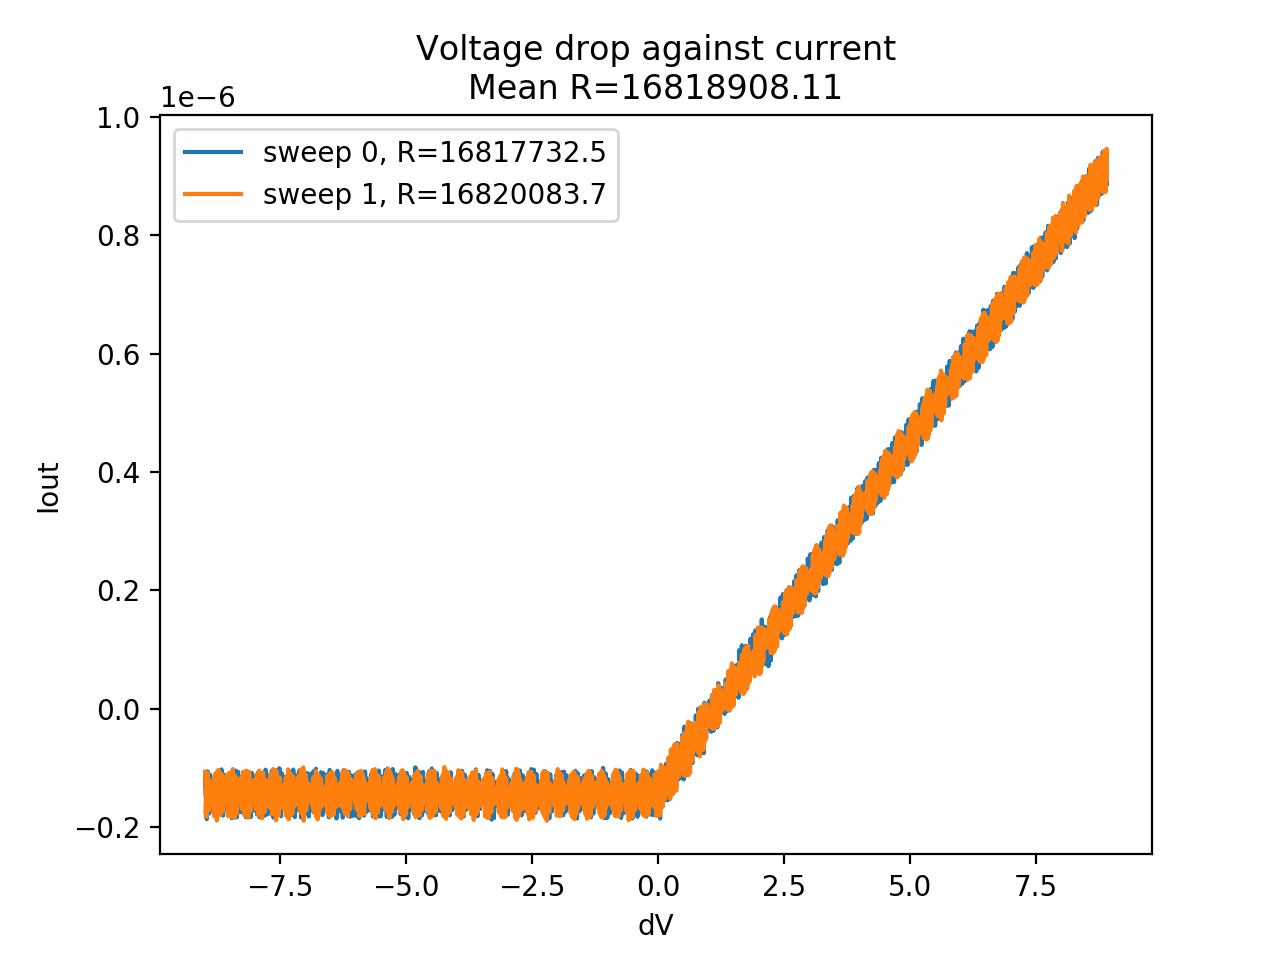 Voltage drop against current
Mean R=16818908.11
1e−6
sweep 0, R=16817732.5
sweep 1, R=16820083.7
1.0
0.8
0.6
0.4
0.2
0.0
−0.2
Iout
−7.5 −5.0 −2.5 0.0 2.5 5.0 7.5
dV